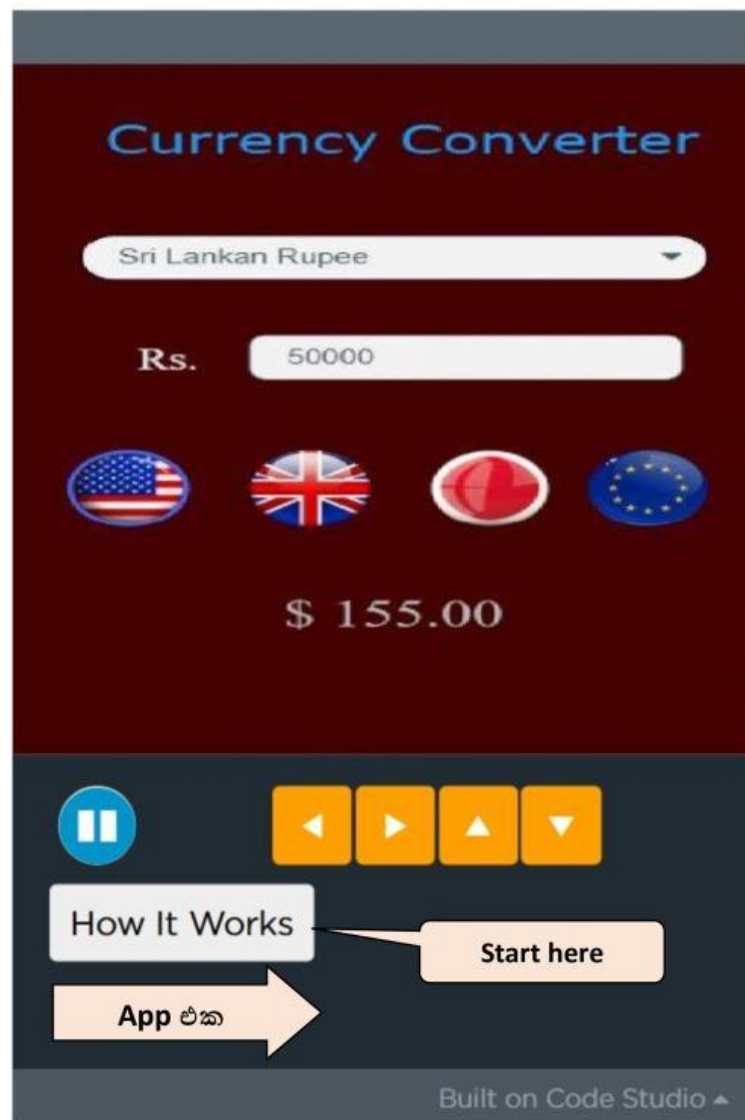 Currency Converter
Sri Lankan Rupee
Rs. 50000
$ 155.00
How It Works
Start here
App එක
Built on Code Studio